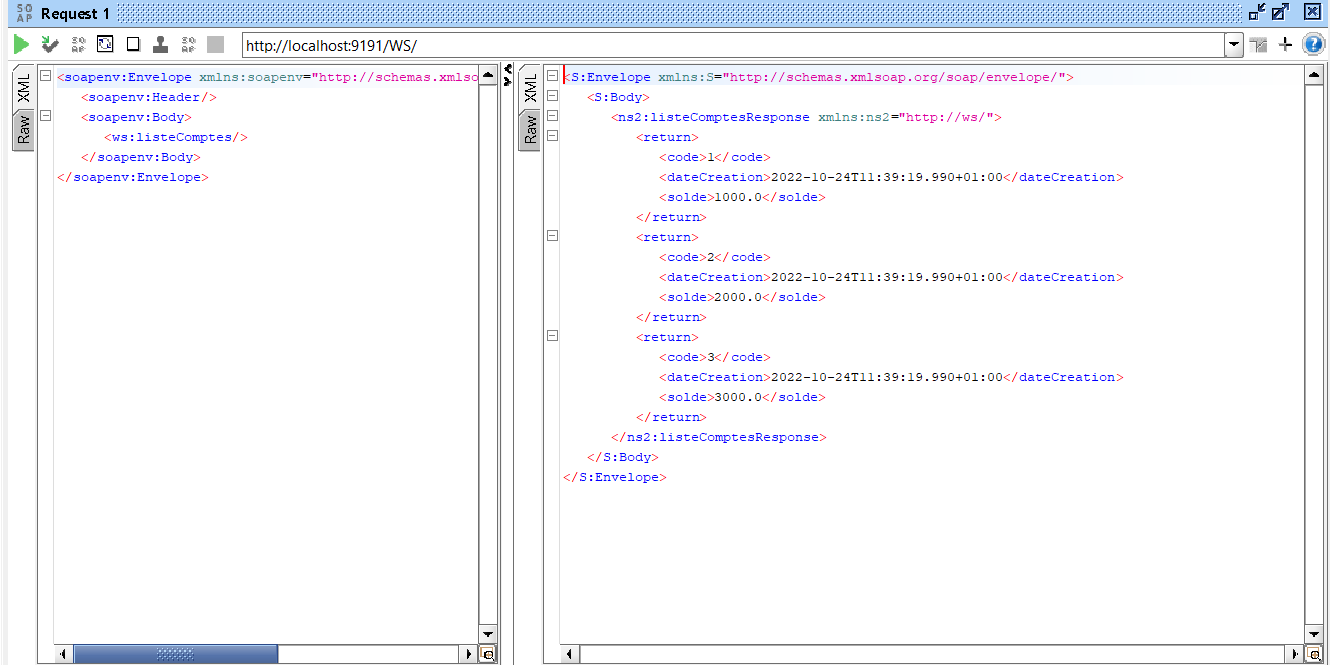 SO
AP
Request 1
SO
AP
SO
AP
http://localhost:9191/WS/
XML
Raw
<soapenv:Envelope xmlns:soapenv="http://schemas.xmlso
<soapenv:Header/>
<soapenv:Body>
<ws:listeComptes/>
</soapenv:Body>
</soapenv:Envelope>
XML
Raw
<S:Envelope xmlns:S="http://schemas.xmlsoap.org/soap/envelope/">
<S:Body>
<ns2:listeComptesResponse xmlns:ns2="http://ws/">
<return>
<code>1</code>
<dateCreation>2022-10-24T11:39:19.990+01:00</dateCreation>
<solde>1000.0</solde>
</return>
<return>
<code>2</code>
<dateCreation>2022-10-24T11:39:19.990+01:00</dateCreation>
<solde>2000.0</solde>
</return>
<return>
<code>3</code>
<dateCreation>2022-10-24T11:39:19.990+01:00</dateCreation>
<solde>3000.0</solde>
</return>
</ns2:listeComptesResponse>
</S:Body>
</S:Envelope>